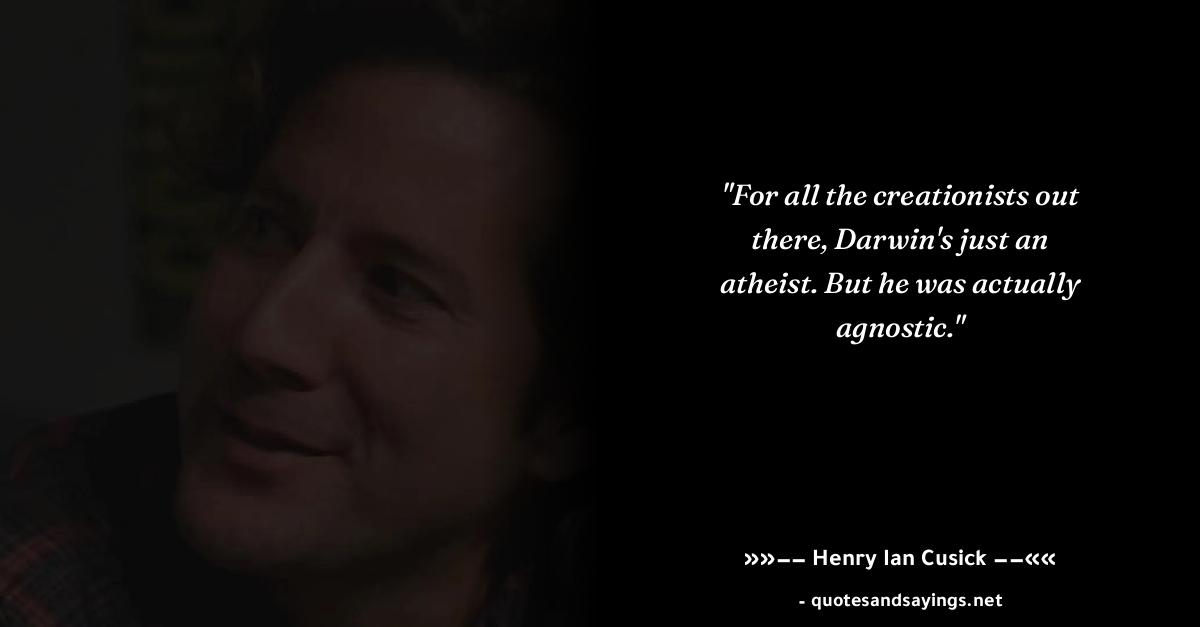 "For all the creationists out
there, Darwin's just an
atheist. But he was actually
agnostic."
»»−− Henry Ian Cusick −−««
- quotesandsayings.net